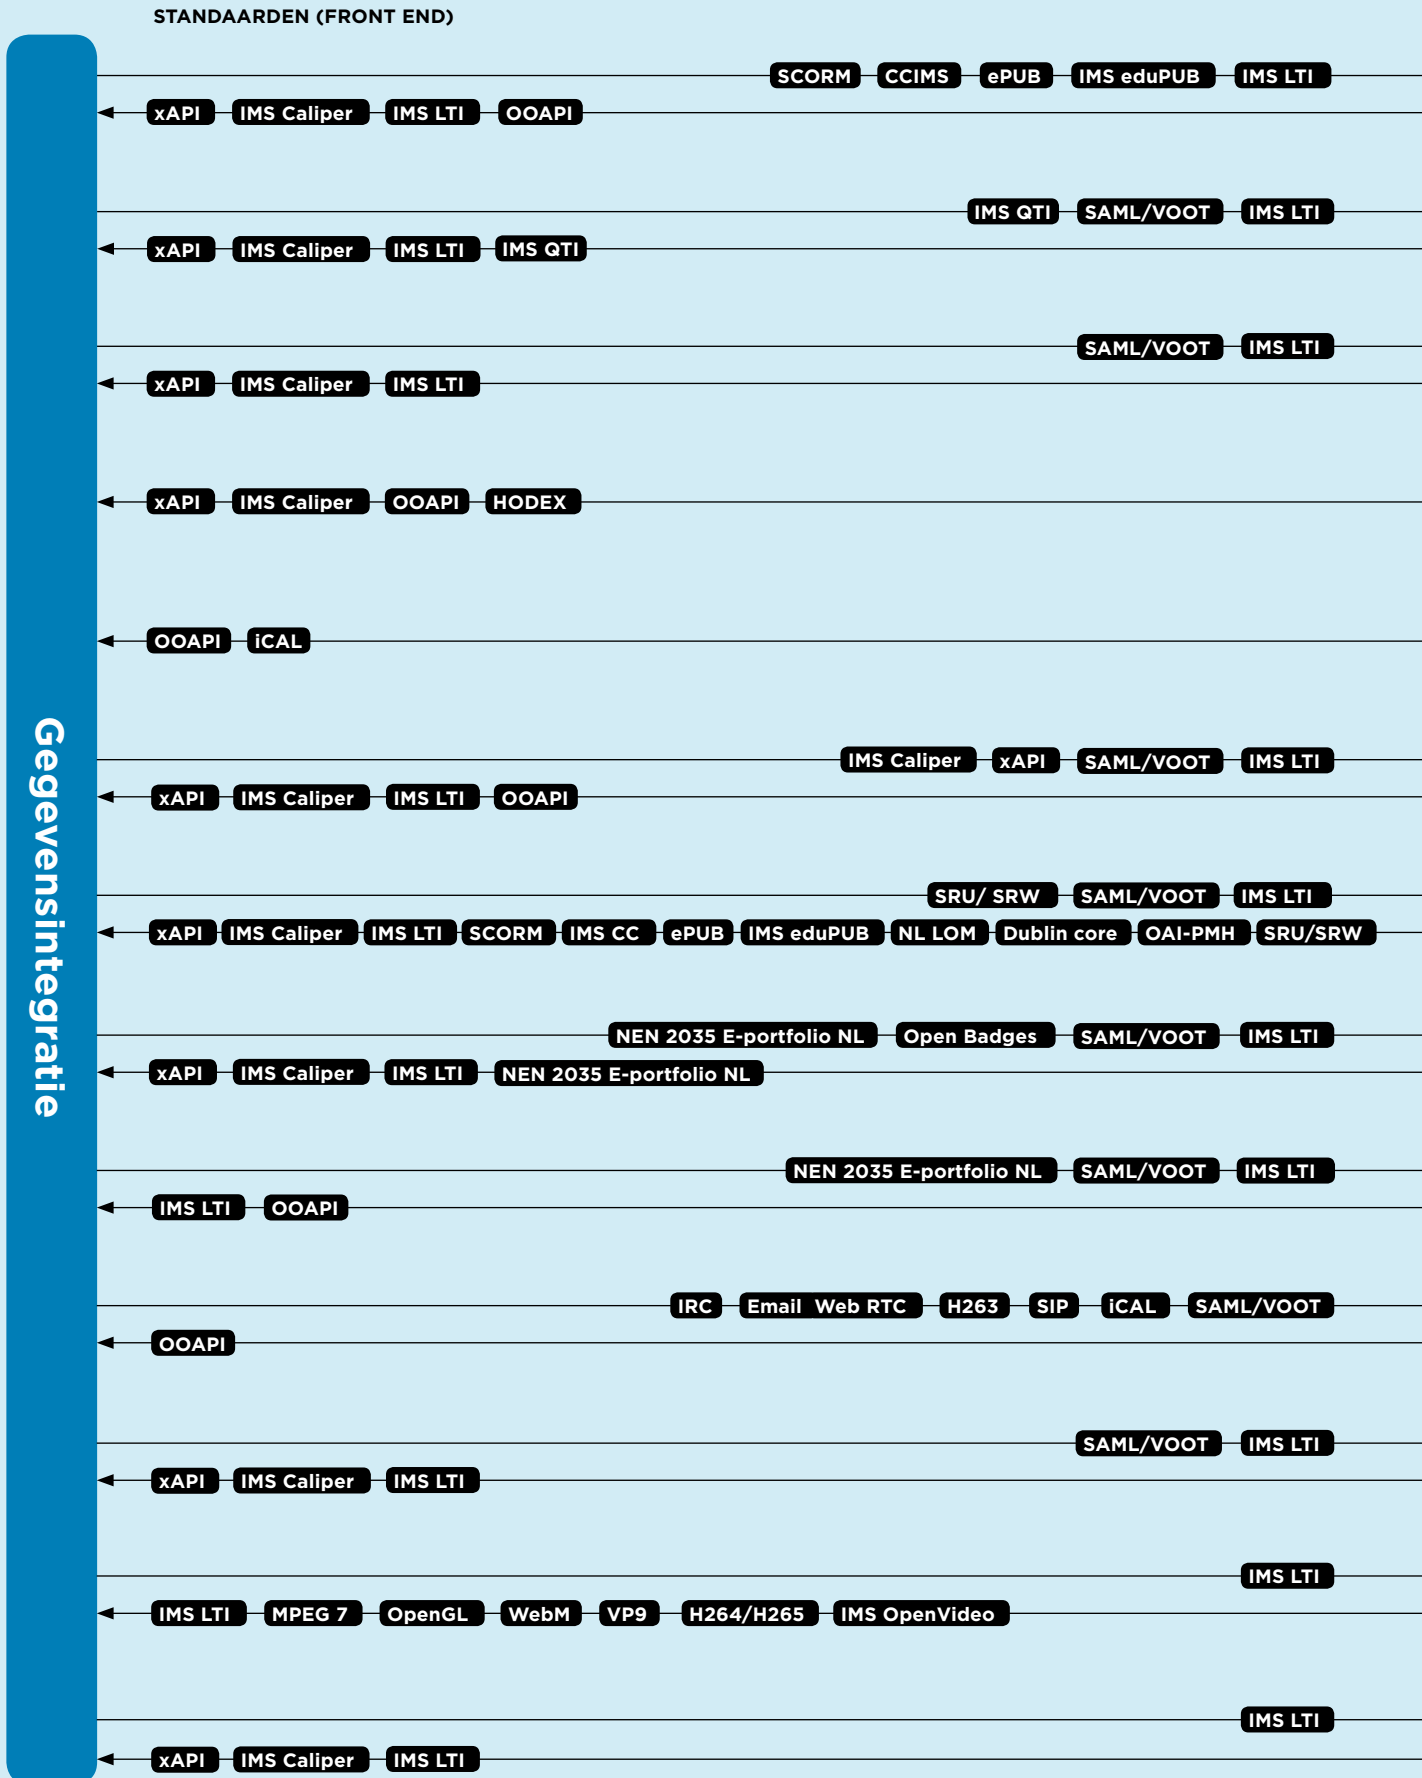 STANDAARDEN (FRONT END)
SCORM CCIMS ePUB IMS eduPUB IMS LTI
xAPI IMS Caliper IMS LTI OOAPI
IMS QTI SAML/VOOT IMS LTI
xAPI IMS Caliper IMS LTI IMS QTI
SAML/VOOT IMS LTI
xAPI IMS Caliper IMS LTI
xAPI IMS Caliper OOAPI HODEX
OOAPI iCAL
Gegevensintegratie
IMS Caliper xAPI SAML/VOOT IMS LTI
xAPI IMS Caliper IMS LTI OOAPI
SRU/ SRW SAML/VOOT IMS LTI
xAPI IMS Caliper IMS LTI SCORM IMS CC ePUB IMS eduPUB NL LOM Dublin core OAI-PMH SRU/SRW
NEN 2035 E-portfolio NL Open Badges SAML/VOOT IMS LTI
xAPI IMS Caliper IMS LTI NEN 2035 E-portfolio NL
NEN 2035 E-portfolio NL SAML/VOOT IMS LTI
IMS LTI OOAPI
IRC Email Web RTC H263 SIP iCAL SAML/VOOT
OOAPI
SAML/VOOT IMS LTI
xAPI IMS Caliper IMS LTI
IMS LTI
IMS LTI MPEG 7 OpenGL WebM VP9 H264/H265 IMS OpenVideo
IMS LTI
xAPI IMS Caliper IMS LTI